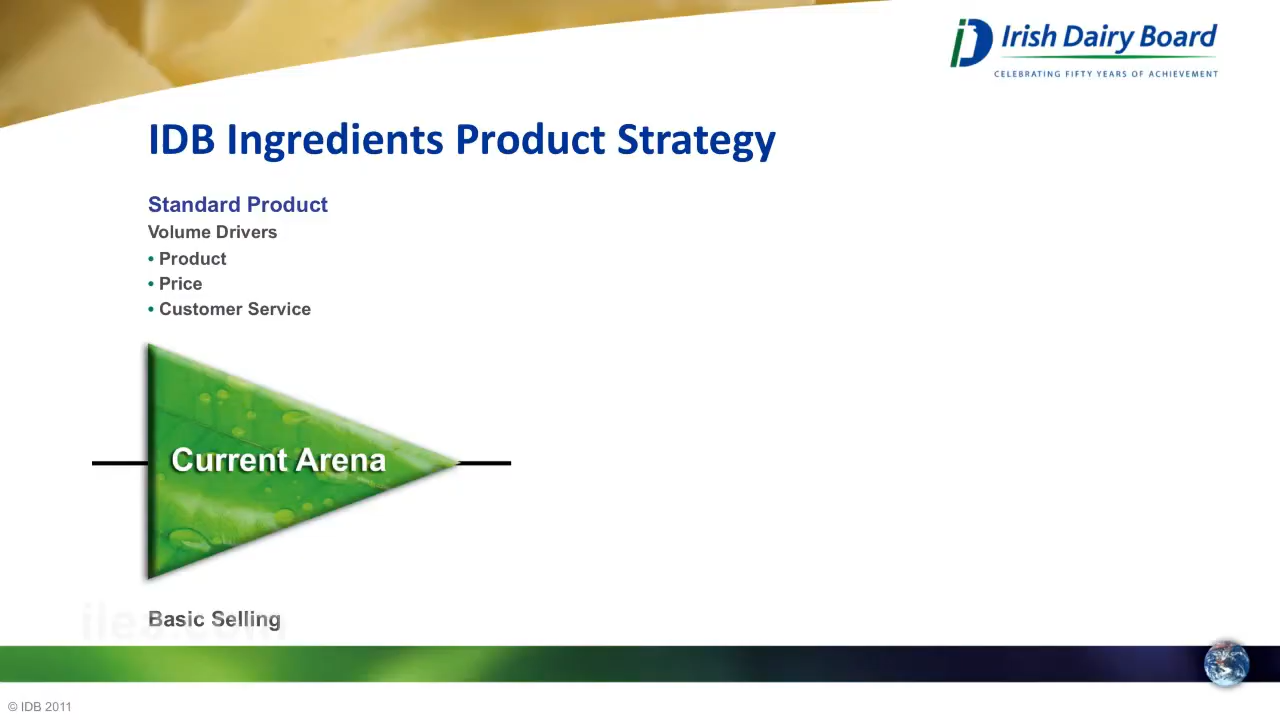 Irish Dairy Board
CELEBRATING FIFTY YEARS OF ACHIEVEMENT
IDB Ingredients Product Strategy
Standard Product
Volume Drivers
• Product
• Price
• Customer Service
Current Arena
Basic Selling
© IDB 2011